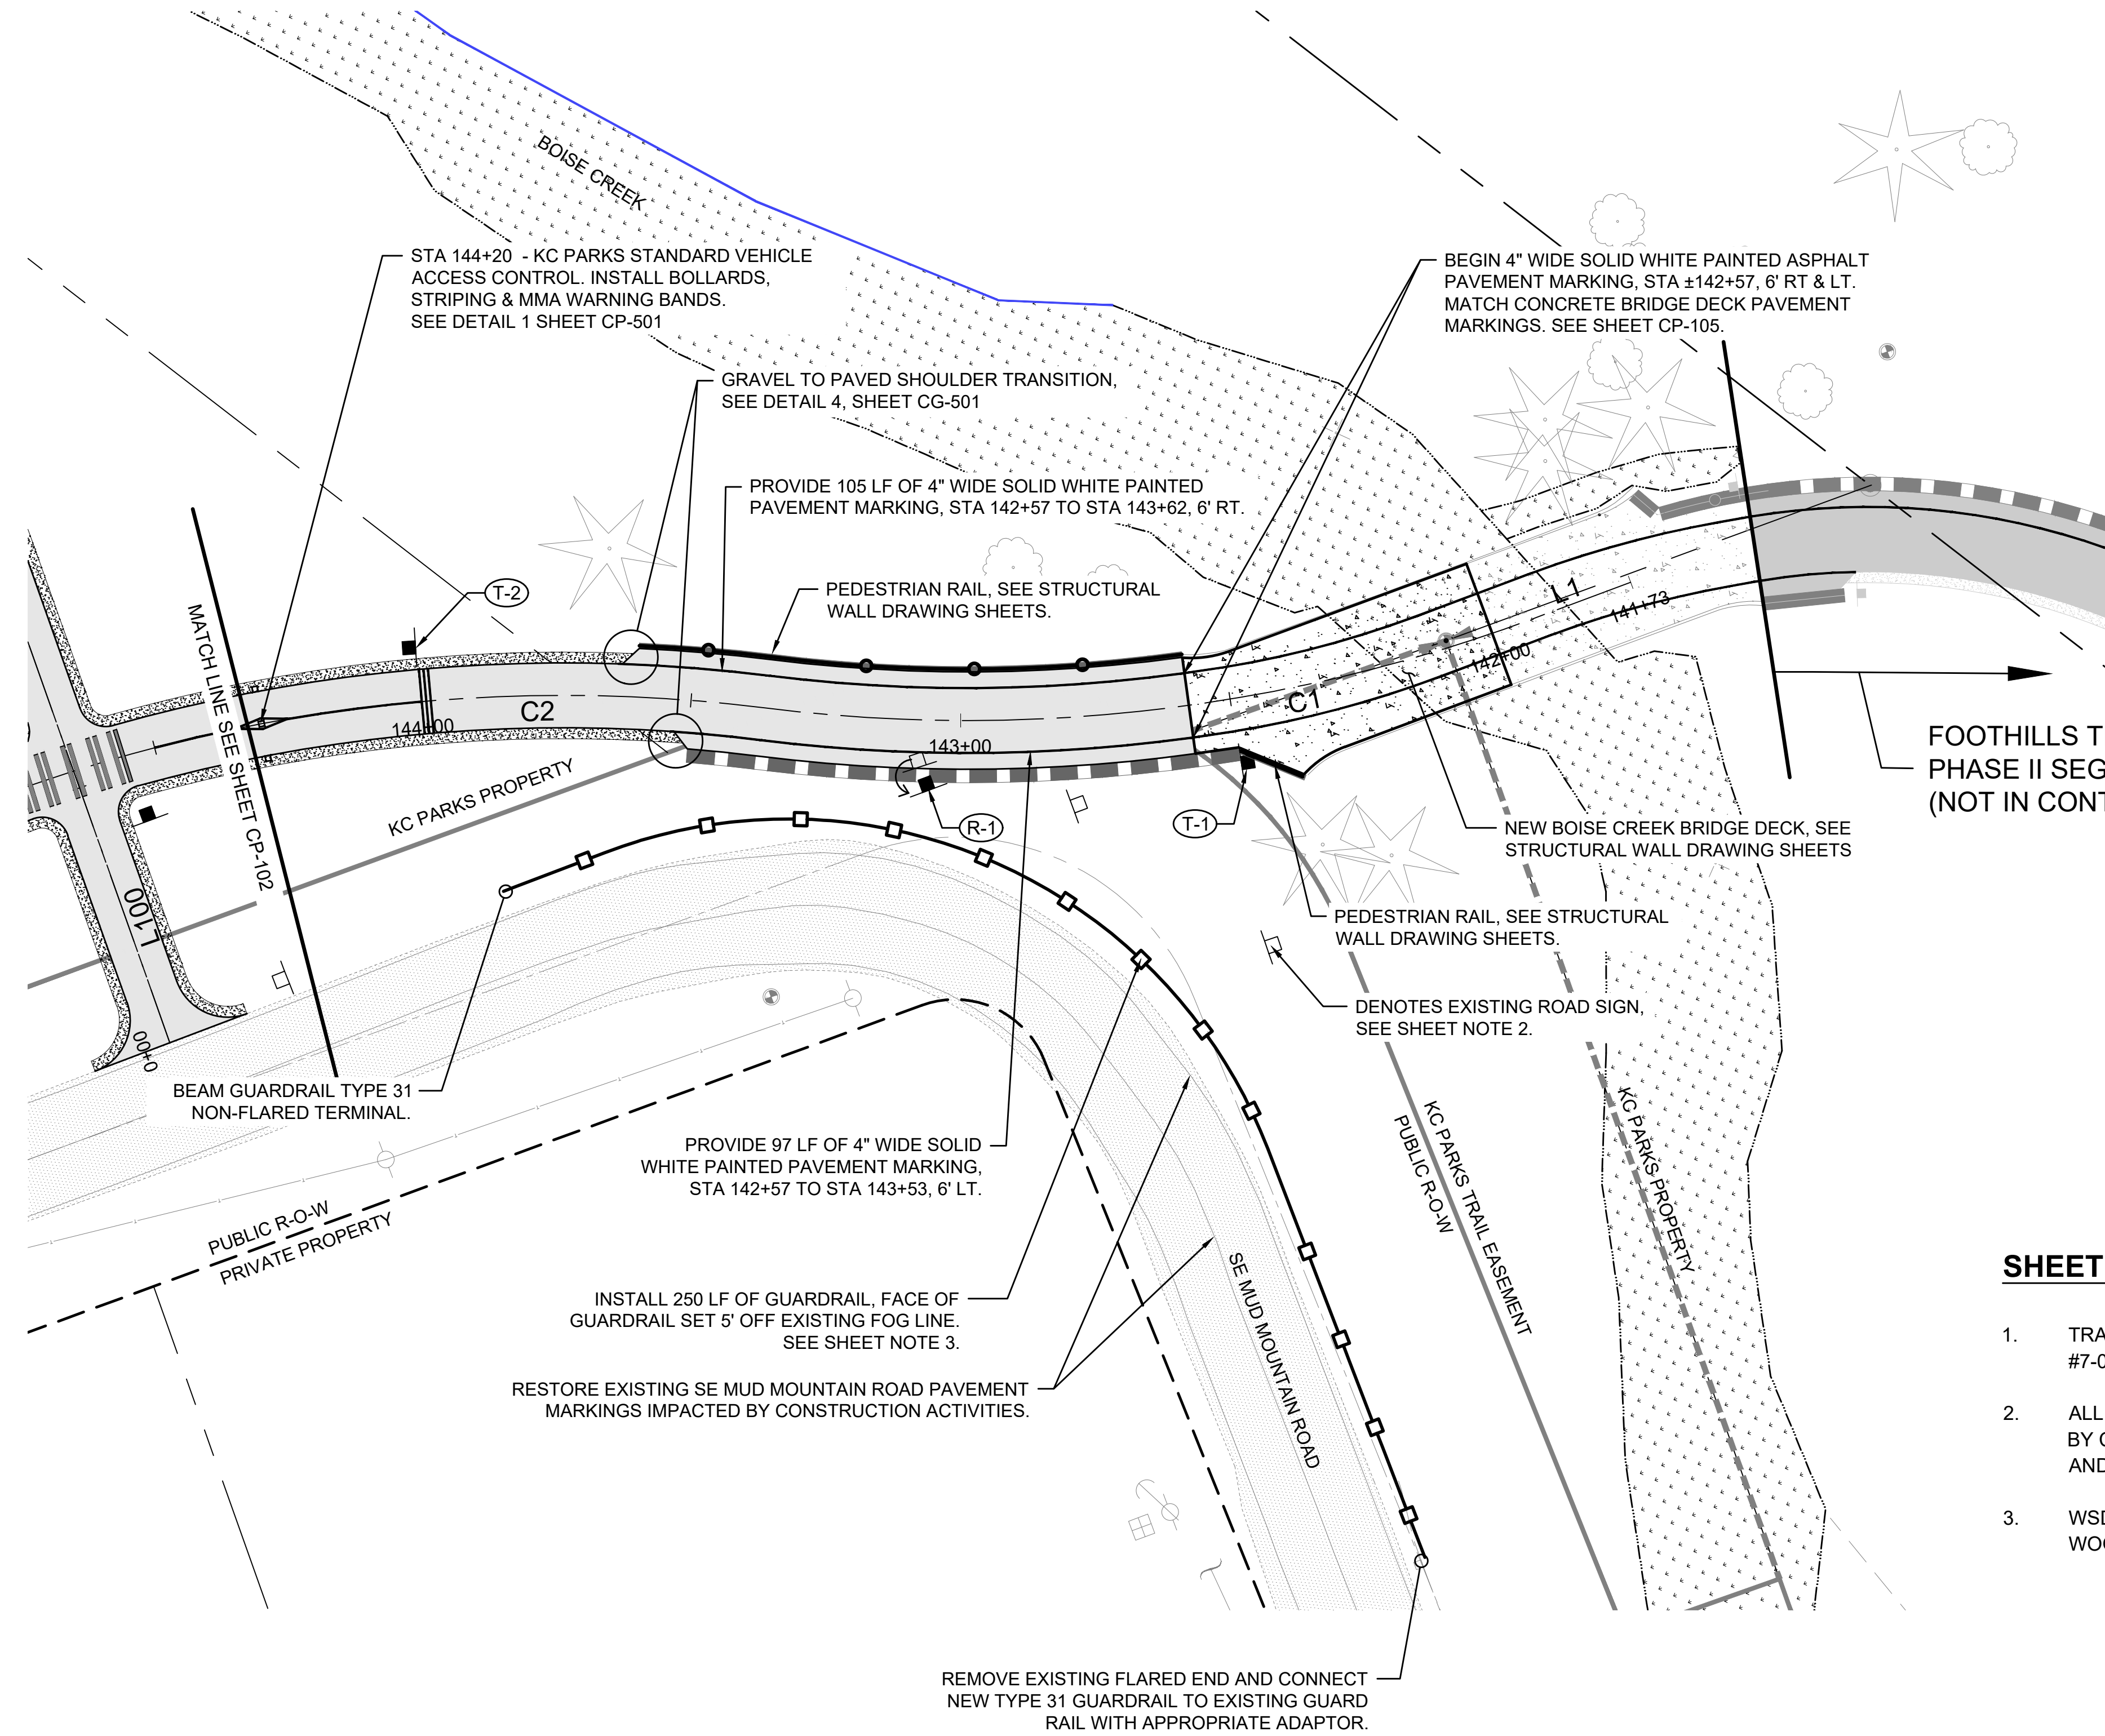 BOISE CREEK
STA 144+20 - KC PARKS STANDARD VEHICLE
ACCESS CONTROL. INSTALL BOLLARDS,
STRIPING & MMA WARNING BANDS.
SEE DETAIL 1 SHEET CP-501
BEGIN 4" WIDE SOLID WHITE PAINTED ASPHALT
PAVEMENT MARKING, STA ±142+57, 6' RT & LT.
MATCH CONCRETE BRIDGE DECK PAVEMENT
MARKINGS. SEE SHEET CP-105.
GRAVEL TO PAVED SHOULDER TRANSITION,
SEE DETAIL 4, SHEET CG-501
PROVIDE 105 LF OF 4" WIDE SOLID WHITE PAINTED
PAVEMENT MARKING, STA 142+57 TO STA 143+62, 6' RT.
PEDESTRIAN RAIL, SEE STRUCTURAL
WALL DRAWING SHEETS.
T-2
MATCH LINE SEE SHEET CP-102
L1
141+73
142+00
C1
C2
144+00
143+00
KC PARKS PROPERTY
R-1
T-1
FOOTHILLS T
PHASE II SEG
(NOT IN CONT
NEW BOISE CREEK BRIDGE DECK, SEE
STRUCTURAL WALL DRAWING SHEETS
L100
0+00
PEDESTRIAN RAIL, SEE STRUCTURAL
WALL DRAWING SHEETS.
DENOTES EXISTING ROAD SIGN,
SEE SHEET NOTE 2.
BEAM GUARDRAIL TYPE 31
NON-FLARED TERMINAL.
PROVIDE 97 LF OF 4" WIDE SOLID
WHITE PAINTED PAVEMENT MARKING,
STA 142+57 TO STA 143+53, 6' LT.
KC PARKS TRAIL EASEMENT
PUBLIC R-O-W
KC PARKS PROPERTY
PUBLIC R-O-W
PRIVATE PROPERTY
INSTALL 250 LF OF GUARDRAIL, FACE OF
GUARDRAIL SET 5' OFF EXISTING FOG LINE.
SEE SHEET NOTE 3.
SE MUD MOUNTAIN ROAD
RESTORE EXISTING SE MUD MOUNTAIN ROAD PAVEMENT
MARKINGS IMPACTED BY CONSTRUCTION ACTIVITIES.
SHEET
1. TRA
#7-0
2. ALL
BY C
AND
3. WSD
WOO
REMOVE EXISTING FLARED END AND CONNECT
NEW TYPE 31 GUARDRAIL TO EXISTING GUARD
RAIL WITH APPROPRIATE ADAPTOR.